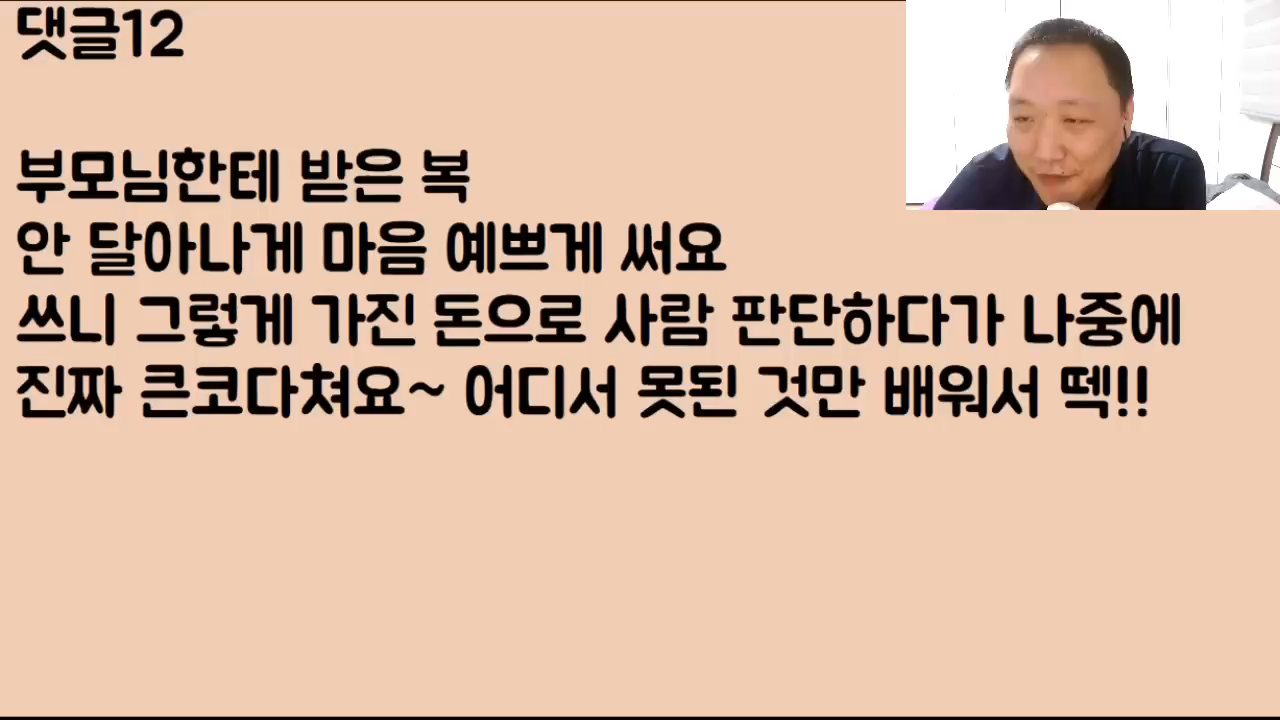 댓글12
부모님한테 받은 복
안 달아나게 마음 예쁘게 써요
쓰니 그렇게 가진 돈으로 사람 판단하다가 나중에
진짜 큰코다쳐요~ 어디서 못된 것만 배워서 떽!!